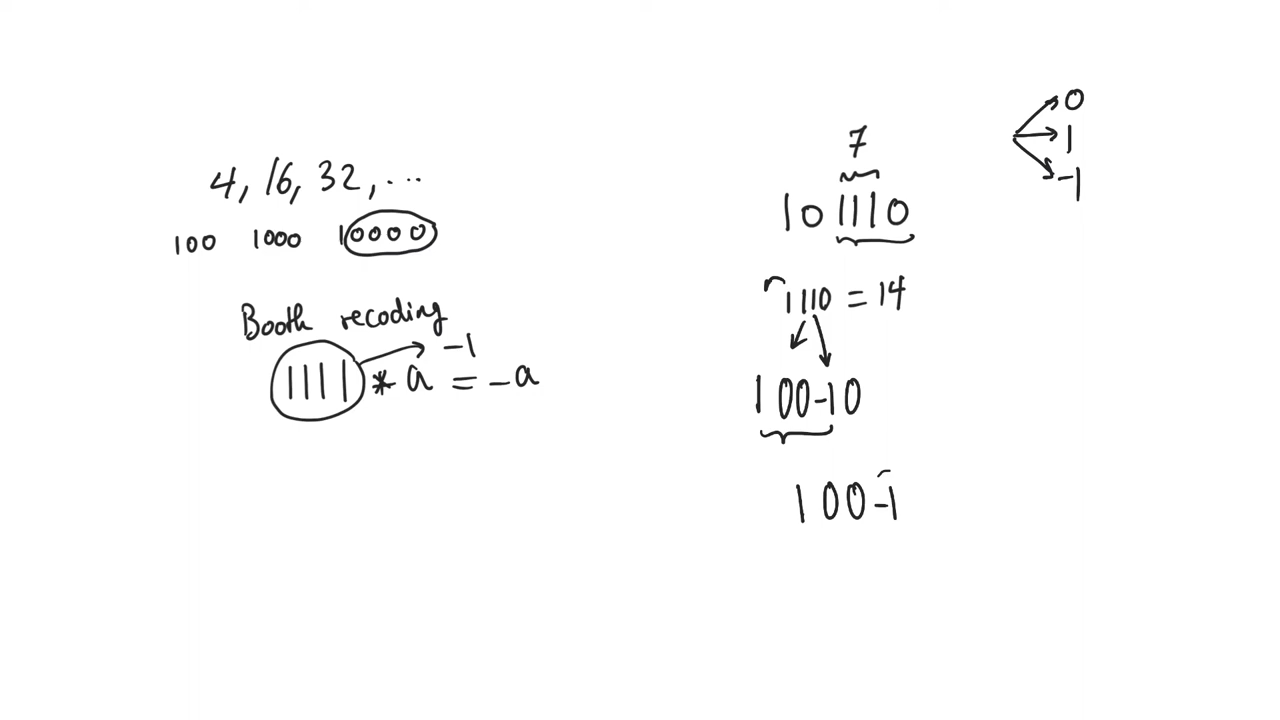 4, 16, 32, ...
100 1000 10000
Booth recoding
-1
1111 * a = -a
7
101110
1110 = 14
100-10
100-1
0
1
-1